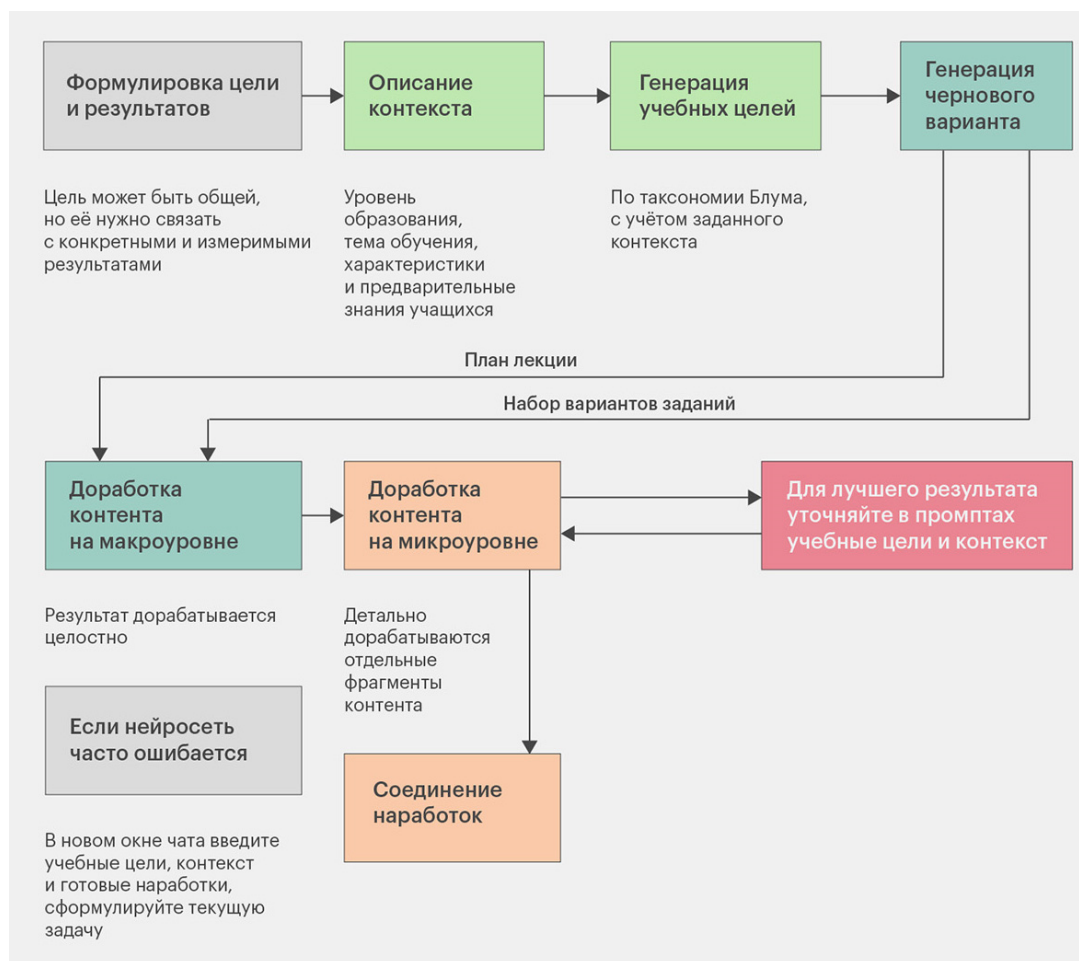 Формулировка цели
и результатов
Описание
контекста
Генерация
учебных целей
Генерация
чернового
варианта
Цель может быть общей,
но её нужно связать
с конкретными и измеримыми
результатами
Уровень
образования,
тема обучения,
характеристики
и предварительные
знания учащихся
По таксономии Блума,
с учётом заданного
контекста
План лекции
Набор вариантов заданий
Доработка
контента
на макроуровне
Доработка
контента
на микроуровне
Для лучшего результата
уточняйте в промптах
учебные цели и контекст
Результат дорабатывается
целостно
Детально
дорабатываются
отдельные
фрагменты
контента
Если нейросеть
часто ошибается
Соединение
наработок
В новом окне чата введите
учебные цели, контекст
и готовые наработки,
сформулируйте текущую
задачу